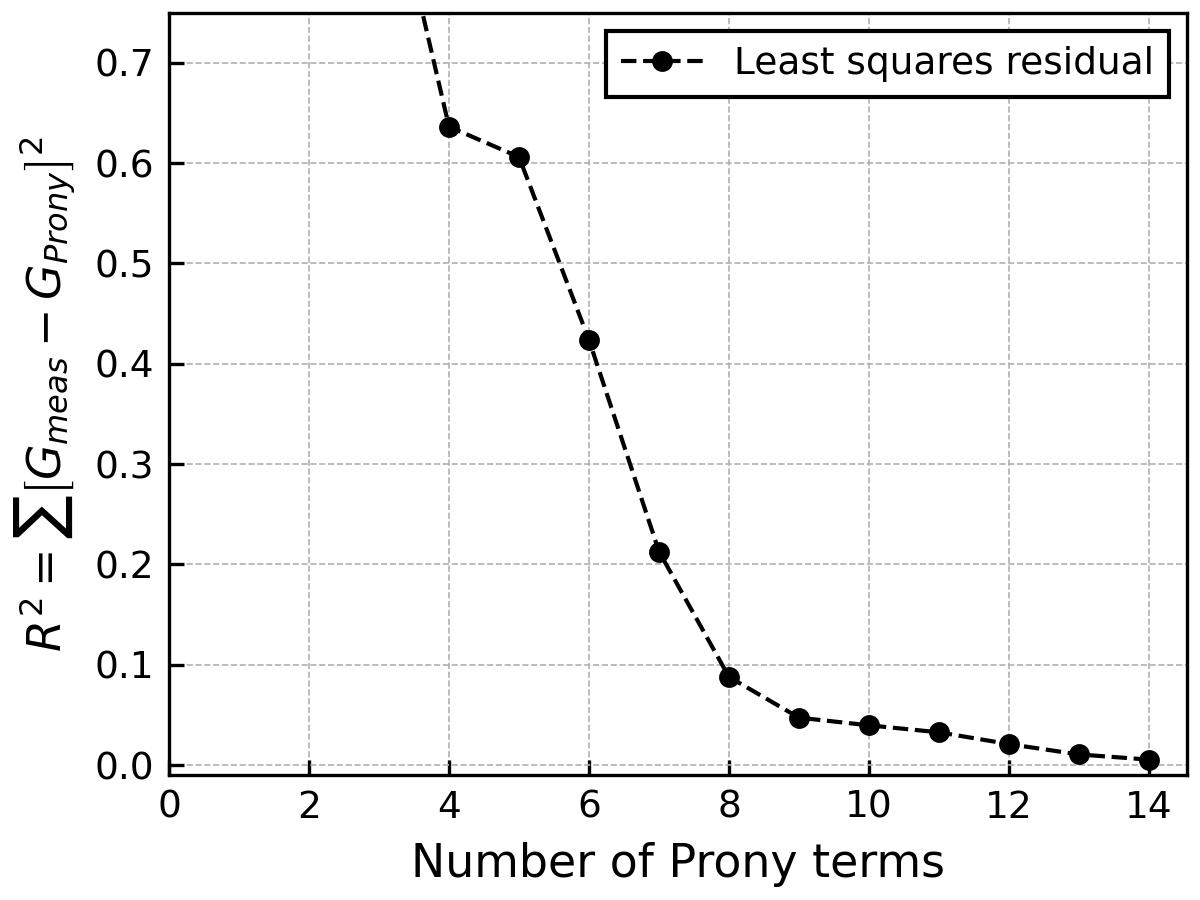 Least squares residual
0.7
0.6
0.5
0.4
0.3
0.2
0.1
0.0
R² = ∑[G_meas − G_Prony]²
0 2 4 6 8 10 12 14
Number of Prony terms